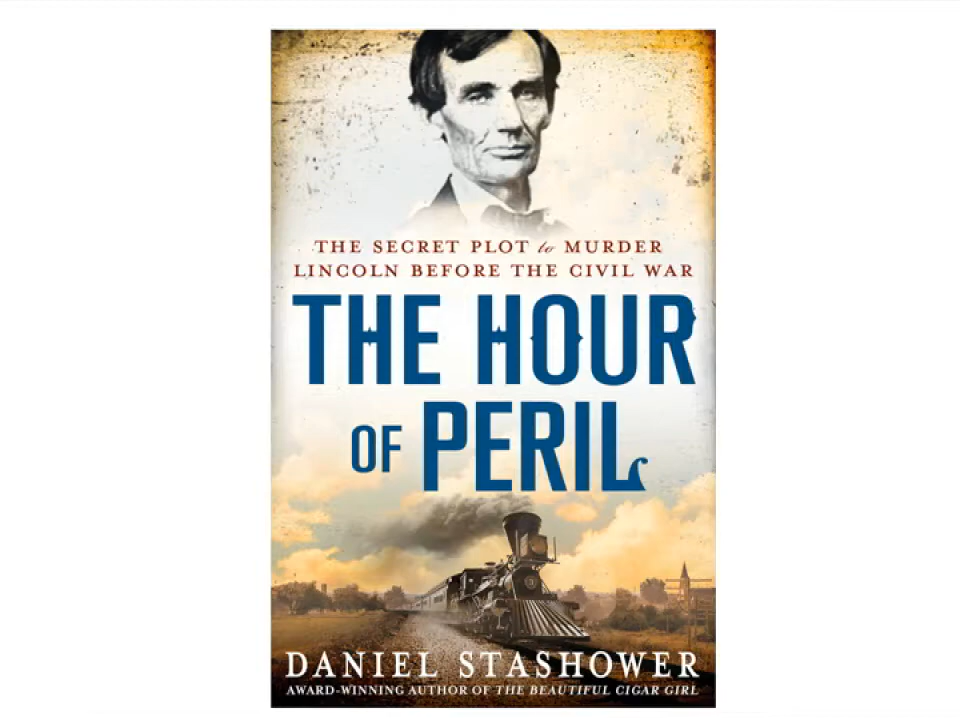 THE SECRET PLOT to MURDER
LINCOLN BEFORE THE CIVIL WAR
THE HOUR
OF PERIL
DANIEL STASHOWER
AWARD-WINNING AUTHOR OF THE BEAUTIFUL CIGAR GIRL